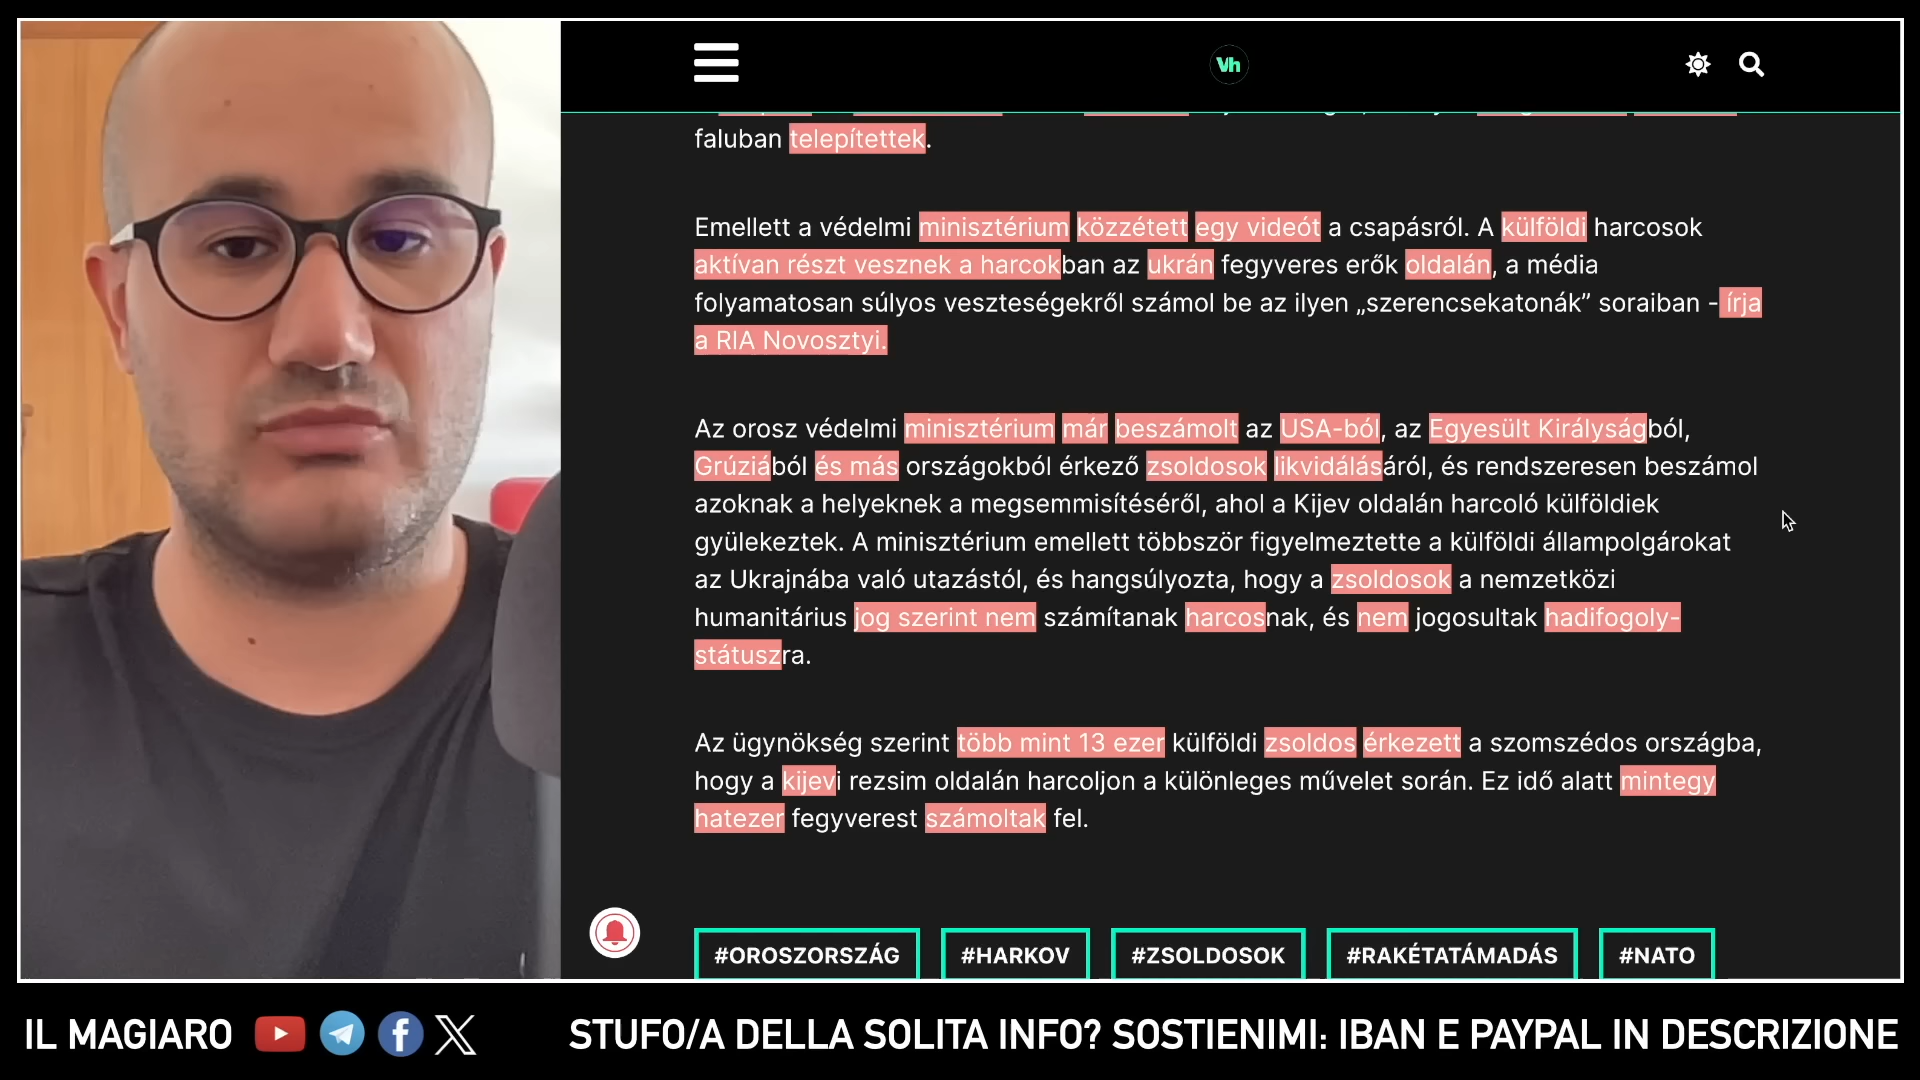 Vh
faluban telepítettek.
Emellett a védelmi minisztérium közzétett egy videót a csapásról. A külföldi harcosok
aktívan részt vesznek a harcokban az ukrán fegyveres erők oldalán, a média
folyamatosan súlyos veszteségekről számol be az ilyen „szerencsekatonák” soraiban - írja
a RIA Novosztyi.
Az orosz védelmi minisztérium már beszámolt az USA-ból, az Egyesült Királyságból,
Grúziából és más országokból érkező zsoldosok likvidálásáról, és rendszeresen beszámol
azoknak a helyeknek a megsemmisítéséről, ahol a Kijev oldalán harcoló külföldiek
gyülekeztek. A minisztérium emellett többször figyelmeztette a külföldi állampolgárokat
az Ukrajnába való utazástól, és hangsúlyozta, hogy a zsoldosok a nemzetközi
humanitárius jog szerint nem számítanak harcosnak, és nem jogosultak hadifogoly-
státuszra.
Az ügynökség szerint több mint 13 ezer külföldi zsoldos érkezett a szomszédos országba,
hogy a kijevi rezsim oldalán harcoljon a különleges művelet során. Ez idő alatt mintegy
hatezer fegyverest számoltak fel.
#OROSZORSZÁG #HARKOV #ZSOLDOSOK #RAKÉTATÁMADÁS #NATO
IL MAGIARO STUFO/A DELLA SOLITA INFO? SOSTIENIMI: IBAN E PAYPAL IN DESCRIZIONE